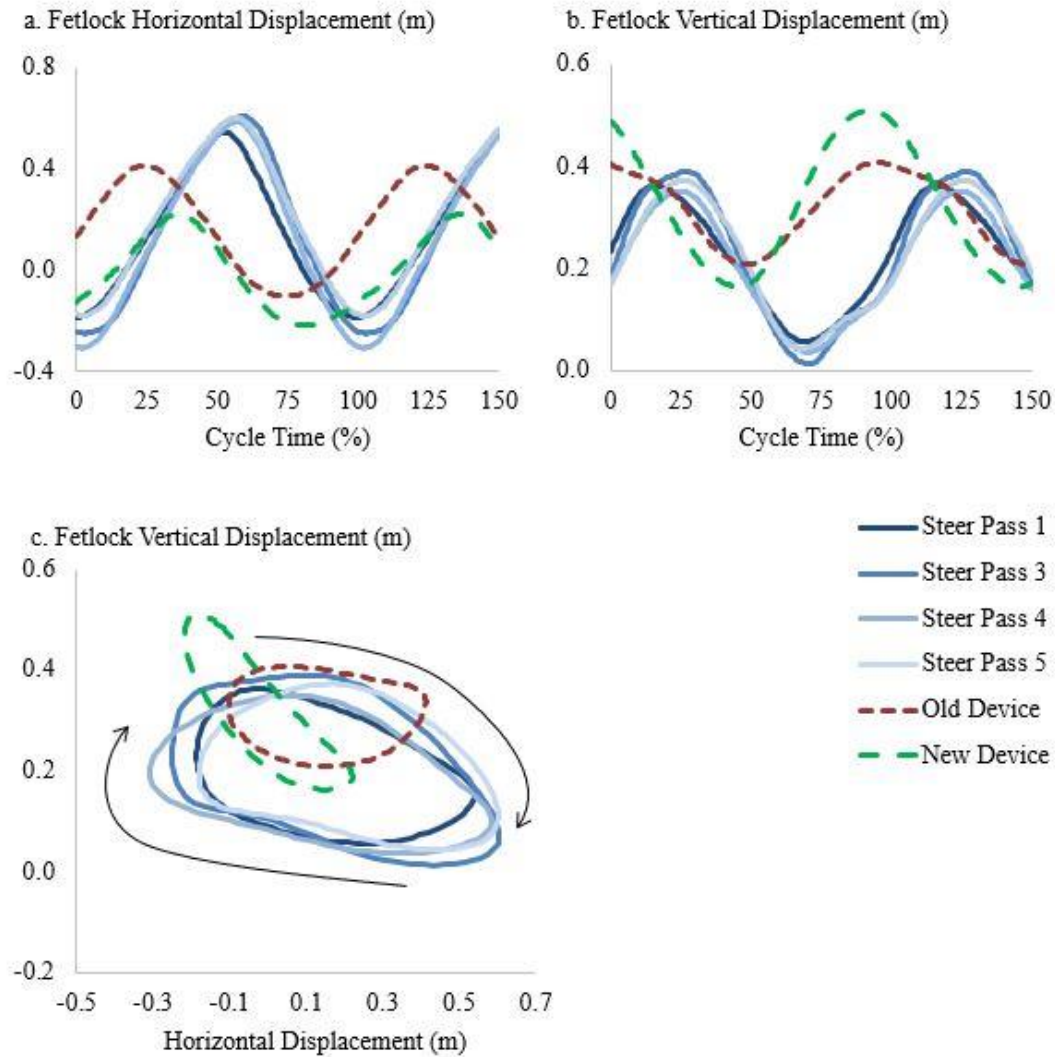 a. Fetlock Horizontal Displacement (m)
0.8
0.4
0.0
-0.4
0 25 50 75 100 125 150
Cycle Time (%)
b. Fetlock Vertical Displacement (m)
0.6
0.4
0.2
0.0
0 25 50 75 100 125 150
Cycle Time (%)
c. Fetlock Vertical Displacement (m)
0.6
0.4
0.2
0.0
-0.2
-0.5 -0.3 -0.1 0.1 0.3 0.5 0.7
Horizontal Displacement (m)
Steer Pass 1
Steer Pass 3
Steer Pass 4
Steer Pass 5
Old Device
New Device